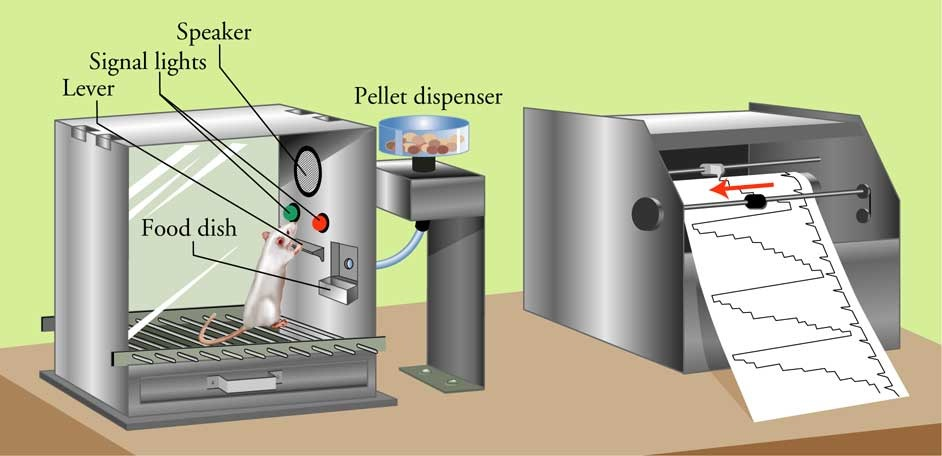 Speaker
Signal lights
Lever
Pellet dispenser
Food dish